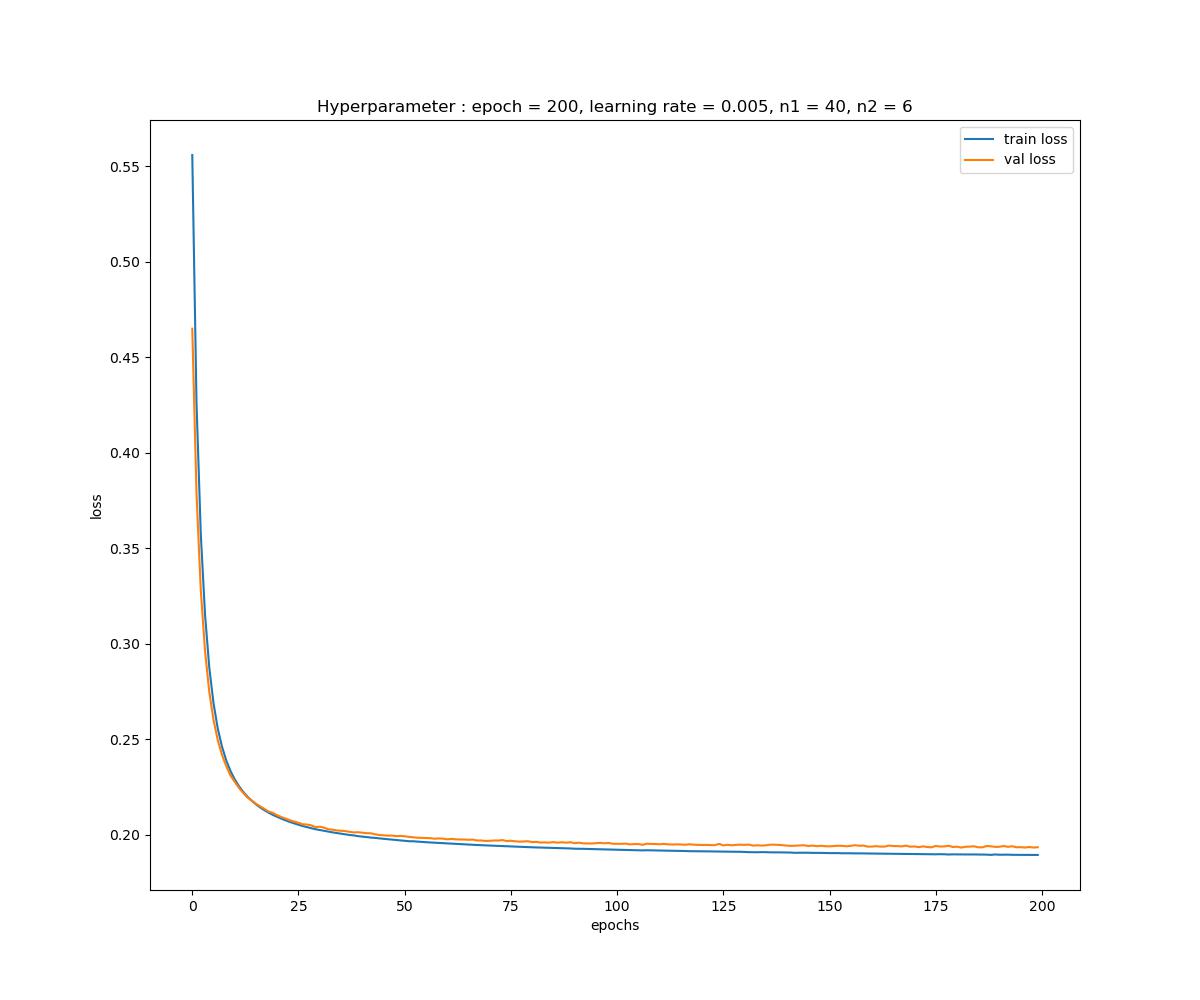 Hyperparameter : epoch = 200, learning rate = 0.005, n1 = 40, n2 = 6
train loss
val loss
0.55
0.50
0.45
0.40
0.35
0.30
0.25
0.20
loss
0 25 50 75 100 125 150 175 200
epochs